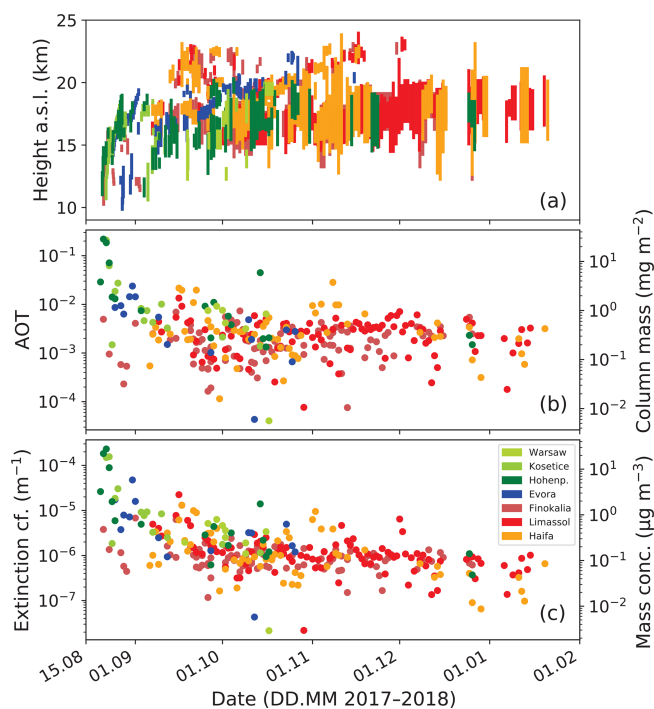 25
20
15
10
Height a.s.l. (km)
(a)
10⁻¹
10⁻²
10⁻³
10⁻⁴
AOT
10¹
10⁰
10⁻¹
10⁻²
Column mass (mg m⁻²)
(b)
10⁻⁴
10⁻⁵
10⁻⁶
10⁻⁷
Extinction cf. (m⁻¹)
Warsaw
Kosetice
Hohenp.
Evora
Finokalia
Limassol
Haifa
10¹
10⁰
10⁻¹
10⁻²
Mass conc. (μg m⁻³)
(c)
15.08
01.09
01.10
01.11
01.12
01.01
01.02
Date (DD.MM 2017–2018)